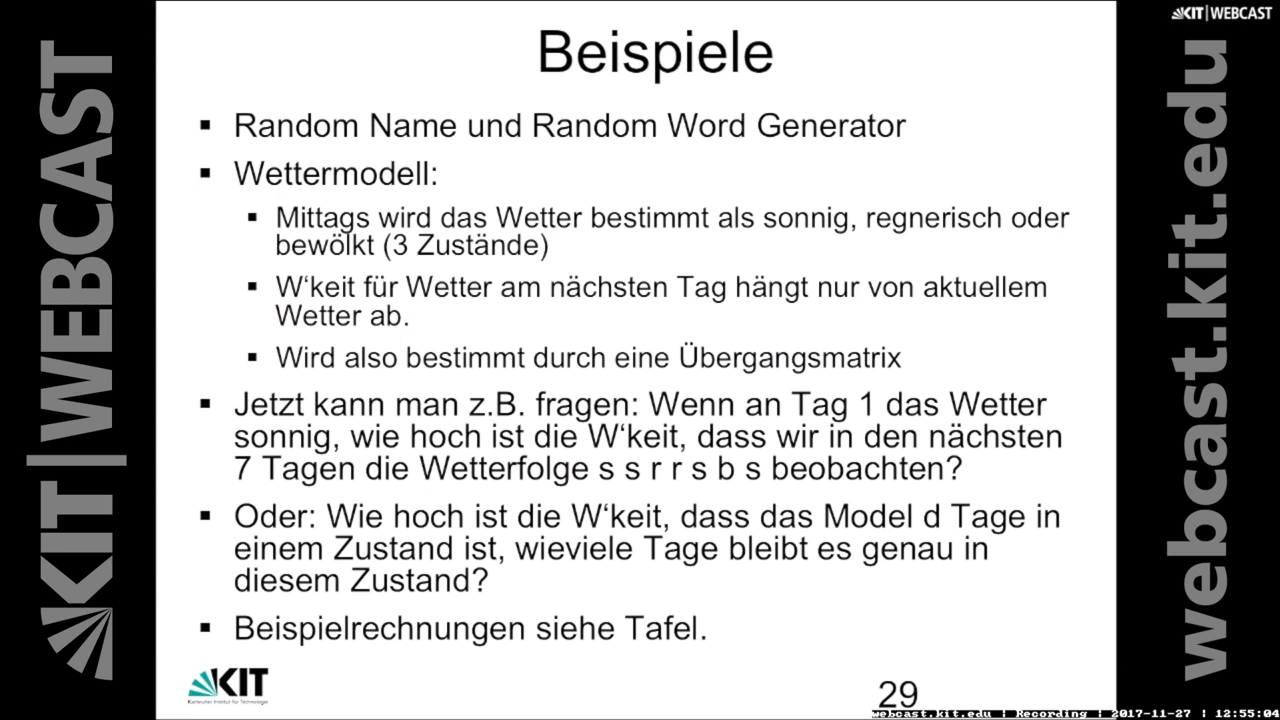 KIT|WEBCAST
KIT|WEBCAST
webcast.kit.edu
Beispiele
▪ Random Name und Random Word Generator
▪ Wettermodell:
▪ Mittags wird das Wetter bestimmt als sonnig, regnerisch oder
bewölkt (3 Zustände)
▪ W‘keit für Wetter am nächsten Tag hängt nur von aktuellem
Wetter ab.
▪ Wird also bestimmt durch eine Übergangsmatrix
▪ Jetzt kann man z.B. fragen: Wenn an Tag 1 das Wetter
sonnig, wie hoch ist die W‘keit, dass wir in den nächsten
7 Tagen die Wetterfolge s s r r s b s beobachten?
▪ Oder: Wie hoch ist die W‘keit, dass das Model d Tage in
einem Zustand ist, wieviele Tage bleibt es genau in
diesem Zustand?
▪ Beispielrechnungen siehe Tafel.
KIT
Karlsruher Institut für Technologie
29
webcast.kit.edu | Recording | 2017-11-27 | 12:55:04